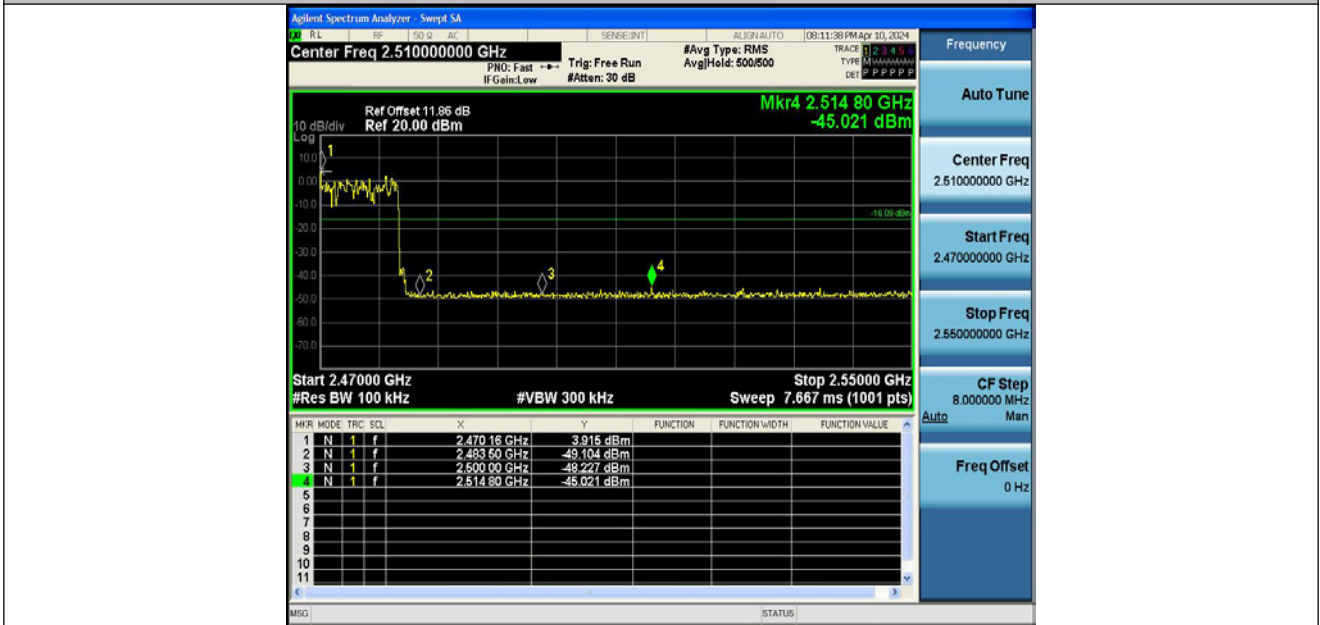 Agilent Spectrum Analyzer - Swept SA
RL RF 50 Ω AC SENSE:INT ALIGN AUTO 08:11:38 PM Apr 10, 2024
Center Freq 2.510000000 GHz
PNO: Fast
IFGain:Low
Trig: Free Run
#Atten: 30 dB
#Avg Type: RMS
Avg|Hold: 500/500
TRACE 1 2 3 4 5 6
TYPE M
DET P P P P P P
Ref Offset 11.86 dB
10 dB/div Ref 20.00 dBm
Log
Mkr4 2.514 80 GHz
-45.021 dBm
10.0
0.00
-10.0
-20.0
-30.0
-40.0
-50.0
-60.0
-70.0
1
2
3
4
-16.09 dBm
Start 2.47000 GHz Stop 2.55000 GHz
#Res BW 100 kHz #VBW 300 kHz Sweep 7.667 ms (1001 pts)
MKR MODE TRC SCL X Y FUNCTION FUNCTION WIDTH FUNCTION VALUE
1 N 1 f 2.470 16 GHz 3.915 dBm
2 N 1 f 2.483 50 GHz -49.104 dBm
3 N 1 f 2.500 00 GHz -48.227 dBm
4 N 1 f 2.514 80 GHz -45.021 dBm
5
6
7
8
9
10
11
MSG STATUS
Frequency
Auto Tune
Center Freq
2.510000000 GHz
Start Freq
2.470000000 GHz
Stop Freq
2.550000000 GHz
CF Step
8.000000 MHz
Auto Man
Freq Offset
0 Hz